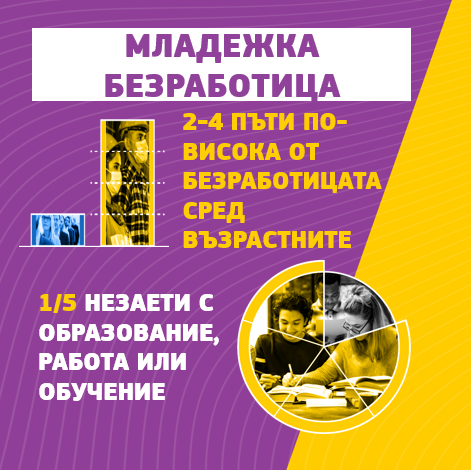 МЛАДЕЖКА
БЕЗРАБОТИЦА
2-4 ПЪТИ ПО-
ВИСОКА ОТ
БЕЗРАБОТИЦАТА
СРЕД
ВЪЗРАСТНИТЕ
1/5 НЕЗАЕТИ С
ОБРАЗОВАНИЕ,
РАБОТА ИЛИ
ОБУЧЕНИЕ